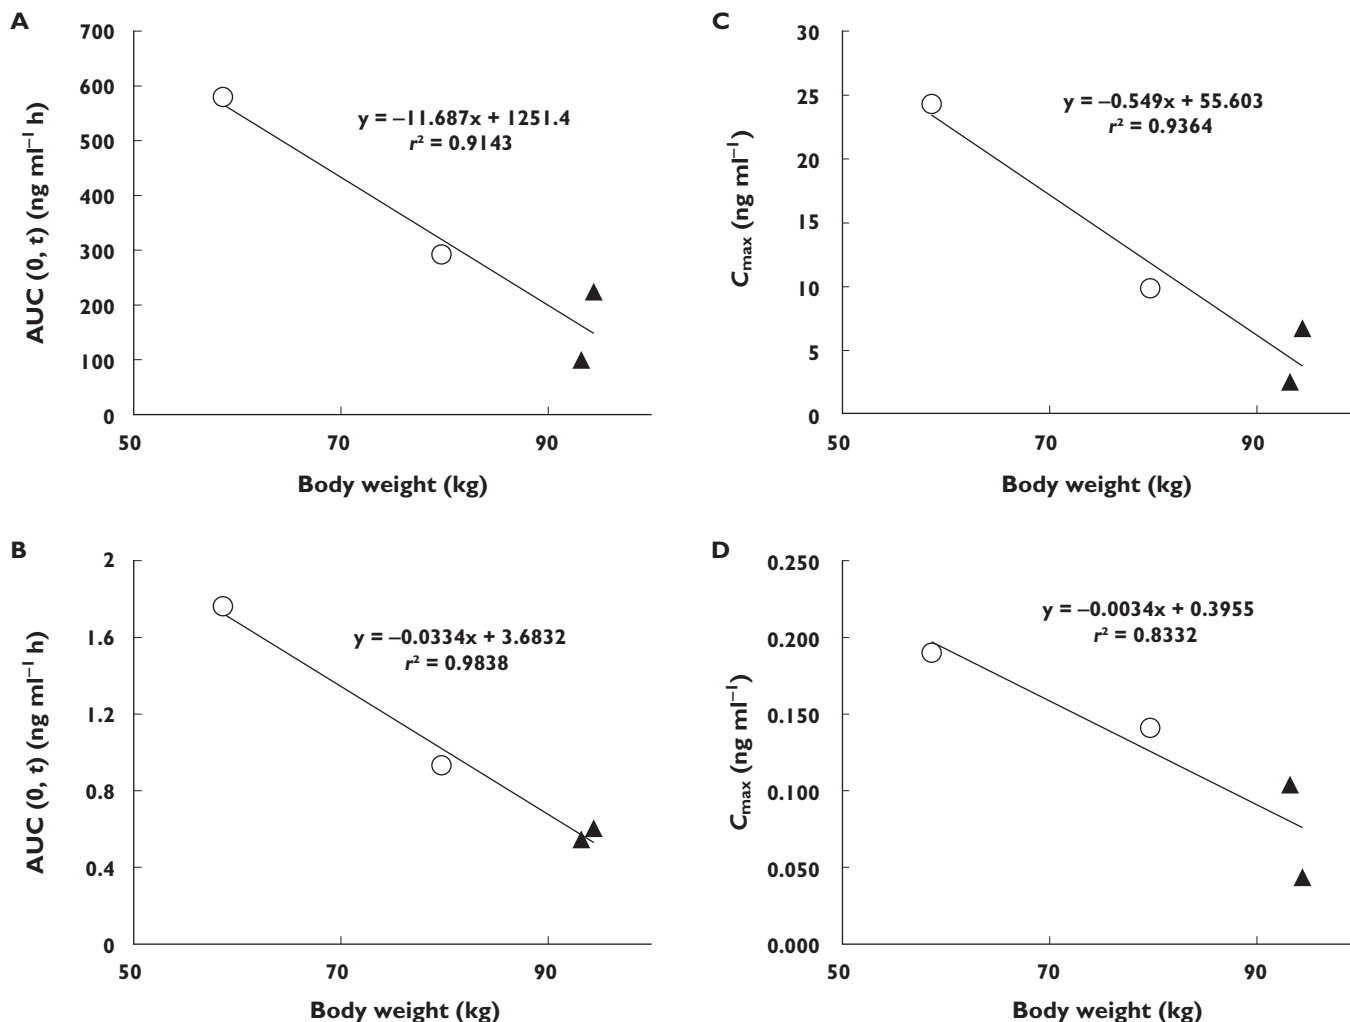 A
700
600
500
400
300
200
100
0
AUC (0, t) (ng ml⁻¹ h)
y = –11.687x + 1251.4
r² = 0.9143
50 70 90
Body weight (kg)
C
30
25
20
15
10
5
0
Cmax (ng ml⁻¹)
y = –0.549x + 55.603
r² = 0.9364
50 70 90
Body weight (kg)
B
2
1.6
1.2
0.8
0.4
0
AUC (0, t) (ng ml⁻¹ h)
y = –0.0334x + 3.6832
r² = 0.9838
50 70 90
Body weight (kg)
D
0.250
0.200
0.150
0.100
0.050
0.000
Cmax (ng ml⁻¹)
y = –0.0034x + 0.3955
r² = 0.8332
50 70 90
Body weight (kg)